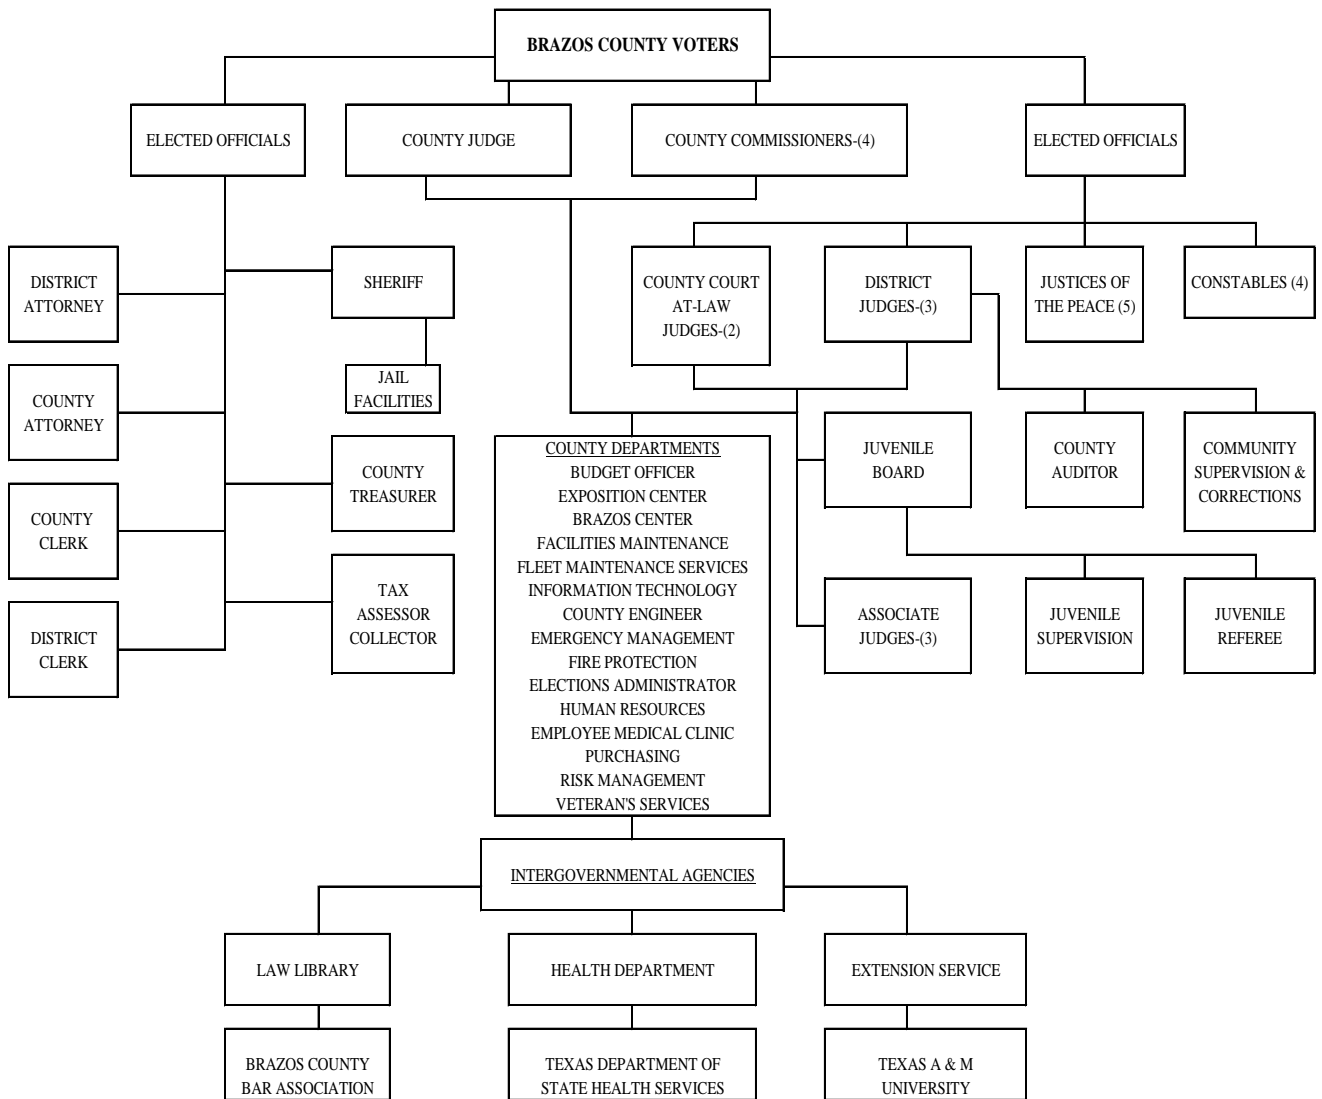 BRAZOS COUNTY VOTERS
ELECTED OFFICIALS
COUNTY JUDGE
COUNTY COMMISSIONERS-(4)
ELECTED OFFICIALS
DISTRICT
ATTORNEY
SHERIFF
COUNTY COURT
AT-LAW
JUDGES-(2)
DISTRICT
JUDGES-(3)
JUSTICES OF
THE PEACE (5)
CONSTABLES (4)
JAIL
FACILITIES
COUNTY
ATTORNEY
COUNTY
TREASURER
COUNTY DEPARTMENTS
BUDGET OFFICER
EXPOSITION CENTER
BRAZOS CENTER
FACILITIES MAINTENANCE
FLEET MAINTENANCE SERVICES
INFORMATION TECHNOLOGY
COUNTY ENGINEER
EMERGENCY MANAGEMENT
FIRE PROTECTION
ELECTIONS ADMINISTRATOR
HUMAN RESOURCES
EMPLOYEE MEDICAL CLINIC
PURCHASING
RISK MANAGEMENT
VETERAN'S SERVICES
JUVENILE
BOARD
COUNTY
AUDITOR
COMMUNITY
SUPERVISION &
CORRECTIONS
COUNTY
CLERK
TAX
ASSESSOR
COLLECTOR
ASSOCIATE
JUDGES-(3)
JUVENILE
SUPERVISION
JUVENILE
REFEREE
DISTRICT
CLERK
INTERGOVERNMENTAL AGENCIES
LAW LIBRARY
HEALTH DEPARTMENT
EXTENSION SERVICE
BRAZOS COUNTY
BAR ASSOCIATION
TEXAS DEPARTMENT OF
STATE HEALTH SERVICES
TEXAS A & M
UNIVERSITY